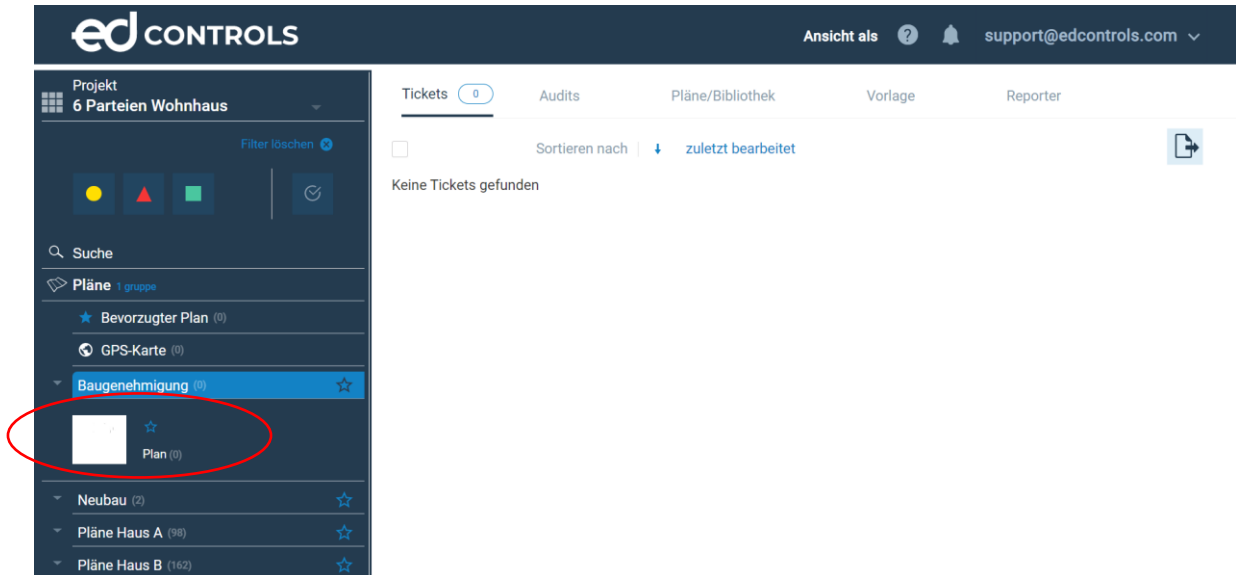 ed CONTROLS
Ansicht als ? support@edcontrols.com
Projekt
6 Parteien Wohnhaus
Filter löschen
Suche
Pläne 1 gruppe
Bevorzugter Plan (0)
GPS-Karte (0)
Baugenehmigung (0)
Plan (0)
Neubau (2)
Pläne Haus A (98)
Pläne Haus B (162)
Tickets 0 Audits Pläne/Bibliothek Vorlage Reporter
Sortieren nach zuletzt bearbeitet
Keine Tickets gefunden